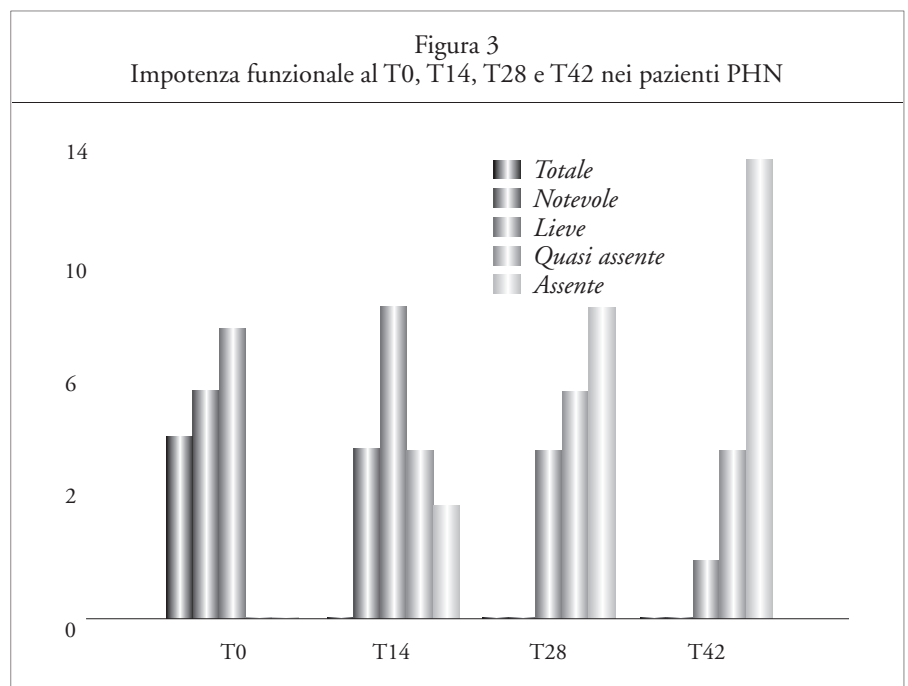 Figura 3
Impotenza funzionale al T0, T14, T28 e T42 nei pazienti PHN
14
Totale
Notevole
Lieve
10
Quasi assente
Assente
6
2
0
T0 T14 T28 T42